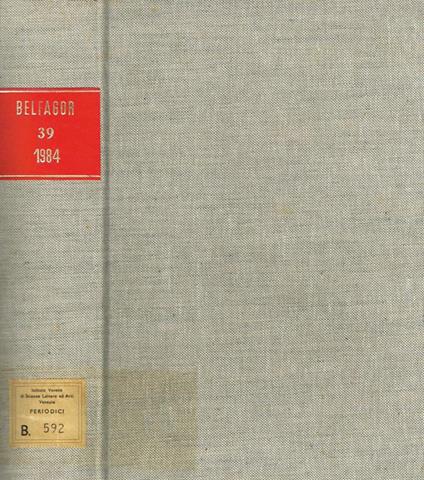 BELFAGOR
39
1984
Istituto Veneto
di Scienze Lettere ed Arti
Venezia
PERIODICI
B. 592